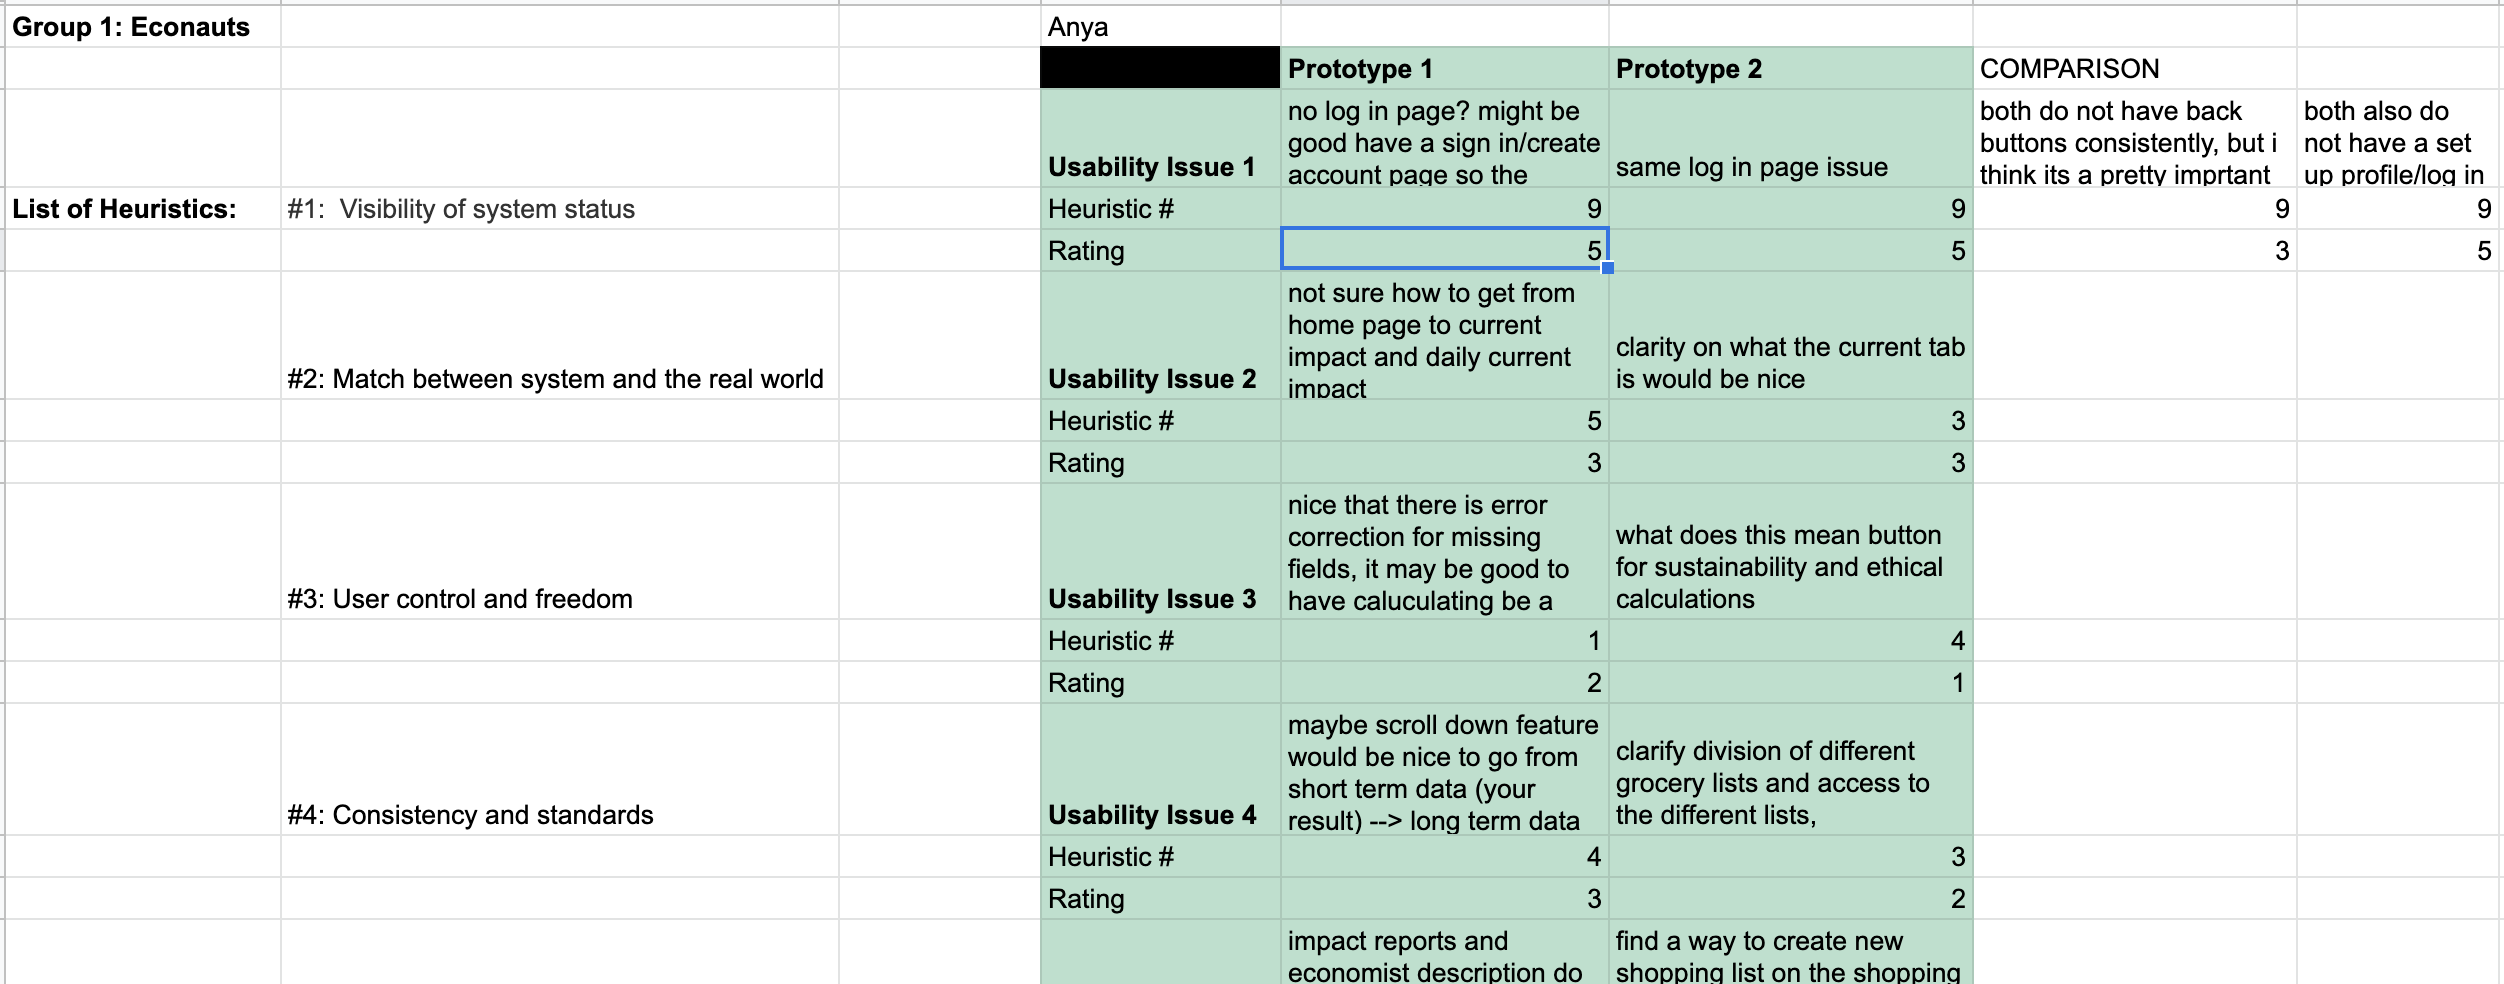 Group 1: Econauts
Anya
Prototype 1
Prototype 2
COMPARISON
Usability Issue 1
no log in page? might be
good have a sign in/create
account page so the
same log in page issue
both do not have back
buttons consistently, but i
think its a pretty imprtant
both also do
not have a set
up profile/log in
List of Heuristics:
#1: Visibility of system status
Heuristic #
9
9
9
9
Rating
5
5
3
5
#2: Match between system and the real world
Usability Issue 2
not sure how to get from
home page to current
impact and daily current
impact
clarity on what the current tab
is would be nice
Heuristic #
5
3
Rating
3
3
#3: User control and freedom
Usability Issue 3
nice that there is error
correction for missing
fields, it may be good to
have caluculating be a
what does this mean button
for sustainability and ethical
calculations
Heuristic #
1
4
Rating
2
1
#4: Consistency and standards
Usability Issue 4
maybe scroll down feature
would be nice to go from
short term data (your
result) --> long term data
clarify division of different
grocery lists and access to
the different lists,
Heuristic #
4
3
Rating
3
2
impact reports and
economist description do
find a way to create new
shopping list on the shopping